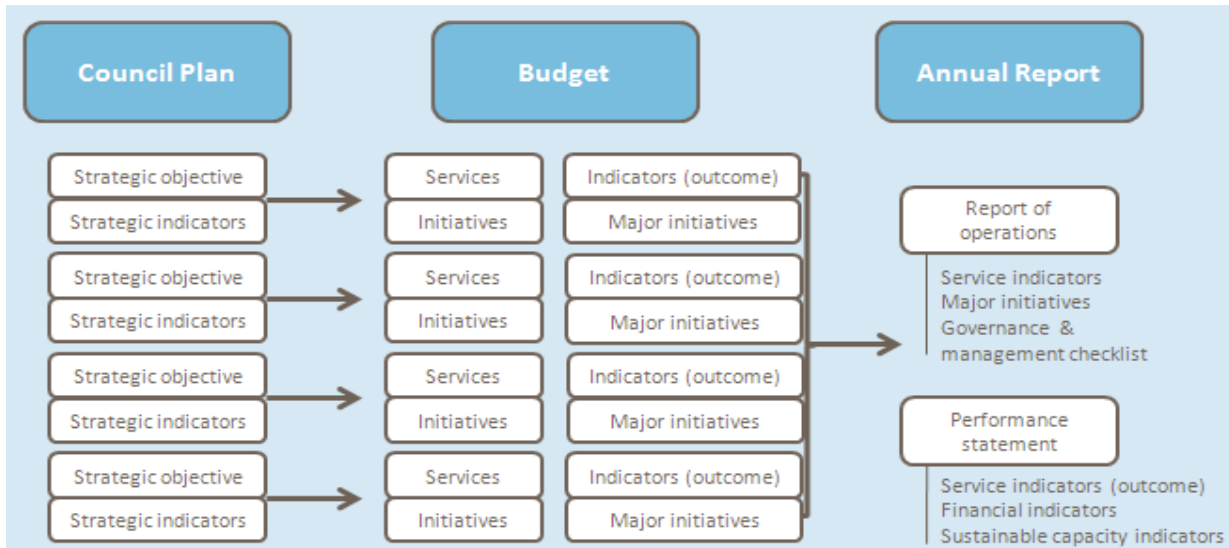 Council Plan
Budget
Annual Report
Strategic objective
Strategic indicators
Services
Initiatives
Indicators (outcome)
Major initiatives
Strategic objective
Strategic indicators
Services
Initiatives
Indicators (outcome)
Major initiatives
Strategic objective
Strategic indicators
Services
Initiatives
Indicators (outcome)
Major initiatives
Strategic objective
Strategic indicators
Services
Initiatives
Indicators (outcome)
Major initiatives
Report of
operations
Service indicators
Major initiatives
Governance &
management checklist
Performance
statement
Service indicators (outcome)
Financial indicators
Sustainable capacity indicators